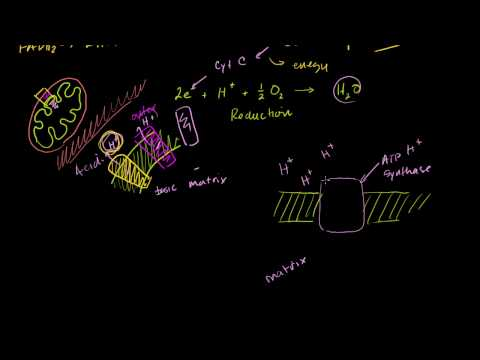 Cyt C
energy
2e⁻ + H⁺ + ½ O₂ → H₂O
Reduction
outer
H⁺
H⁺
Acidic
basic matrix
H⁺ H⁺
H⁺
ATP H⁺
synthase
matrix